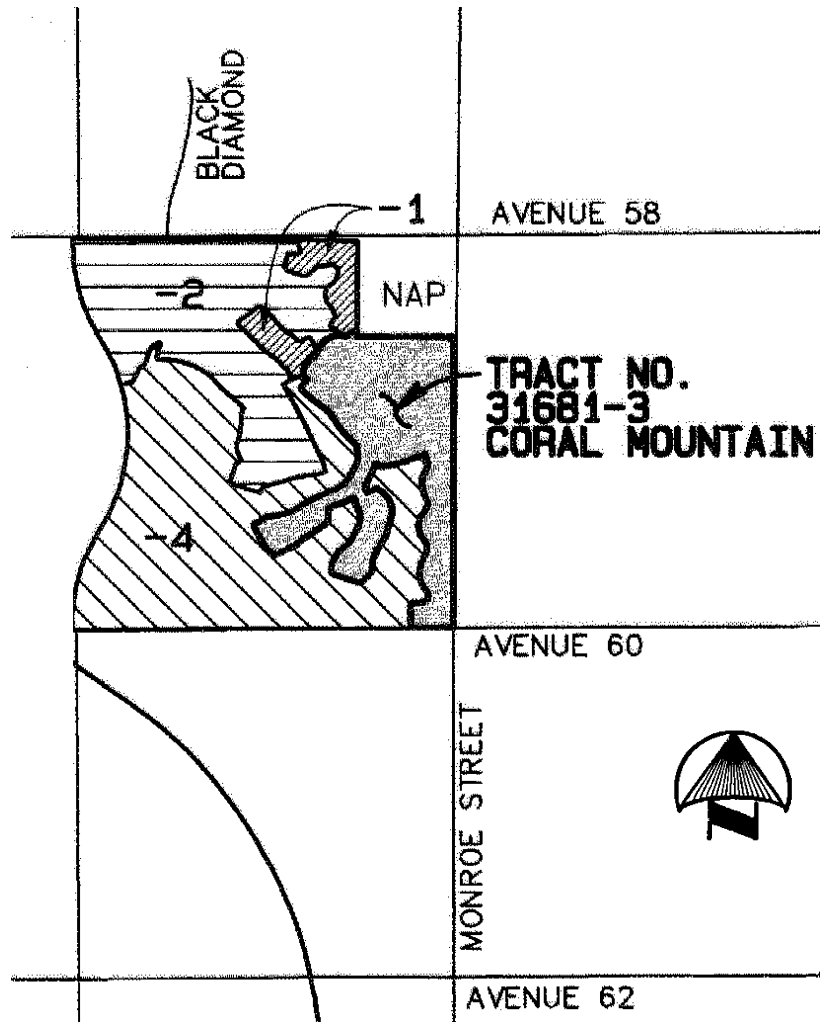 BLACK
DIAMOND
-1
AVENUE 58
-2
NAP
TRACT NO.
31681-3
CORAL MOUNTAIN
-4
AVENUE 60
MONROE STREET
N
AVENUE 62